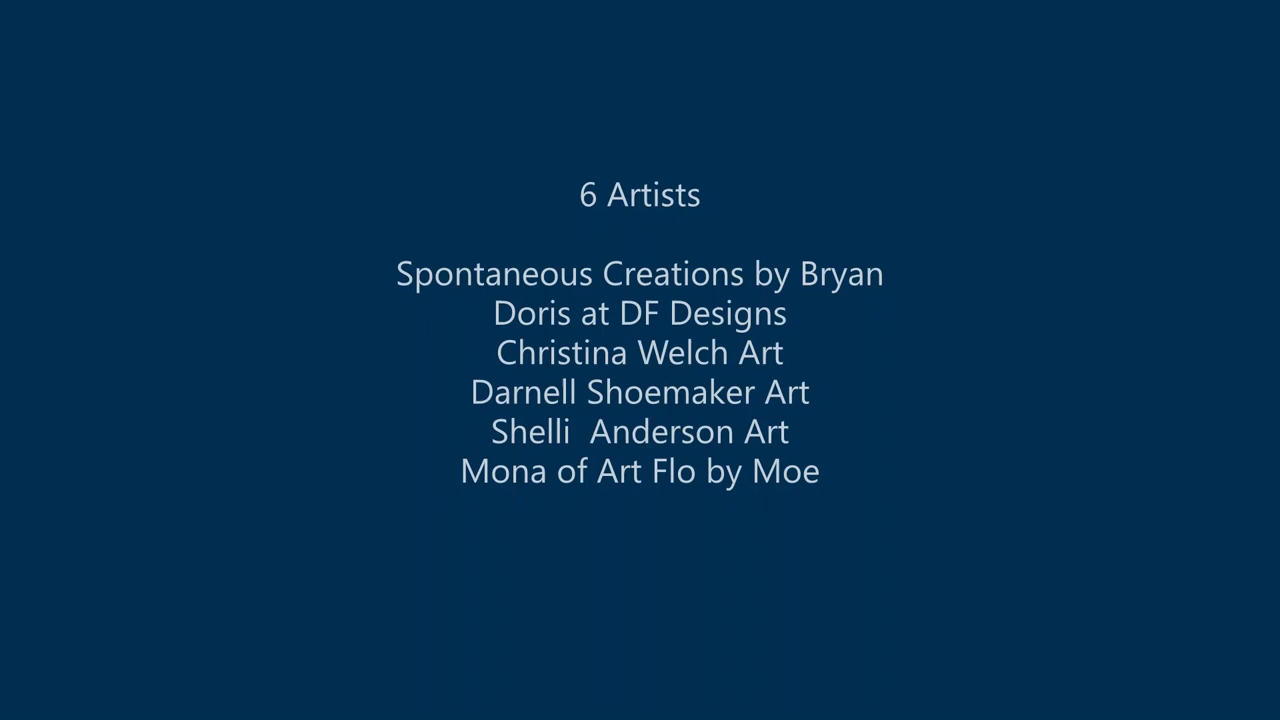 6 Artists
Spontaneous Creations by Bryan
Doris at DF Designs
Christina Welch Art
Darnell Shoemaker Art
Shelli  Anderson Art
Mona of Art Flo by Moe